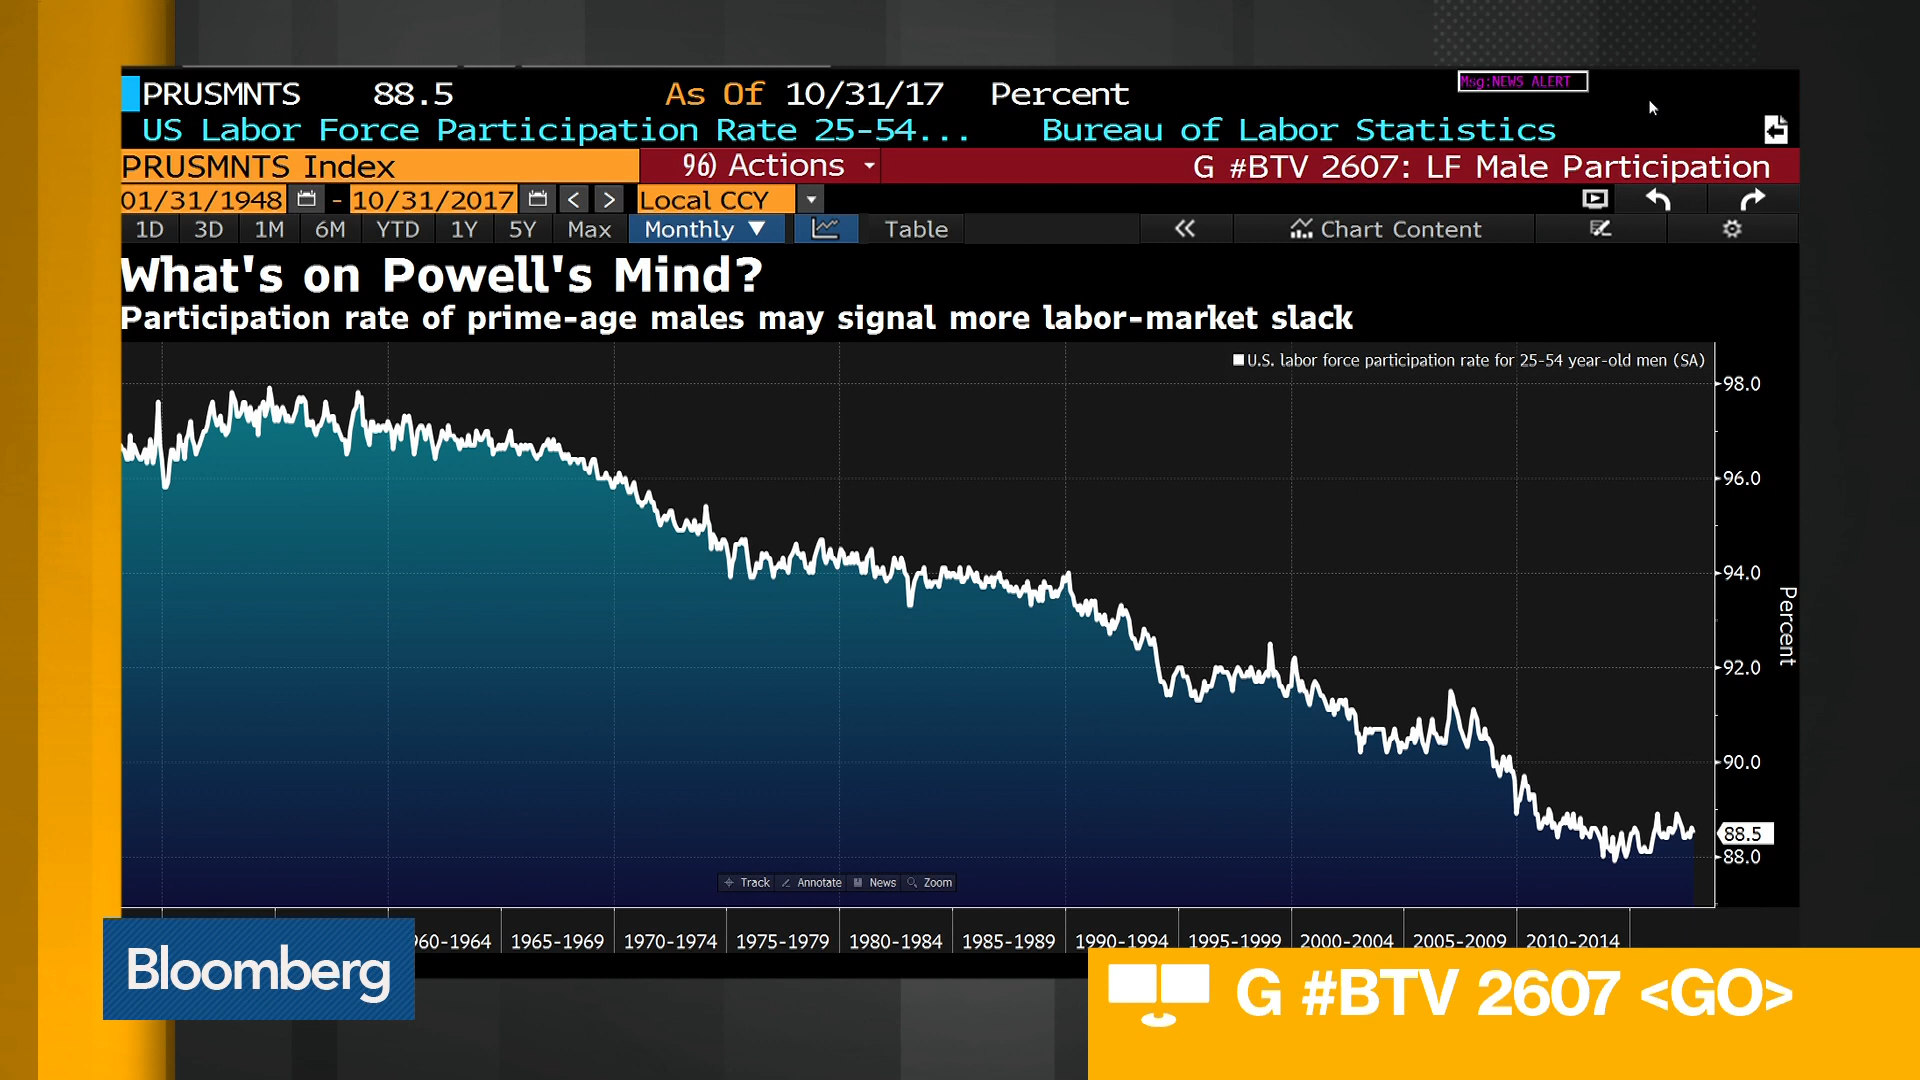 PRUSMNTS 88.5 As Of 10/31/17 Percent
Msg:NEWS ALERT
US Labor Force Participation Rate 25-54... Bureau of Labor Statistics
PRUSMNTS Index 96) Actions G #BTV 2607: LF Male Participation
01/31/1948 - 10/31/2017 < > Local CCY
1D 3D 1M 6M YTD 1Y 5Y Max Monthly ▼ Table « Chart Content
What's on Powell's Mind?
Participation rate of prime-age males may signal more labor-market slack
U.S. labor force participation rate for 25-54 year-old men (SA)
98.0
96.0
94.0
92.0
90.0
88.5
88.0
Percent
Track Annotate News Zoom
960-1964 1965-1969 1970-1974 1975-1979 1980-1984 1985-1989 1990-1994 1995-1999 2000-2004 2005-2009 2010-2014
Bloomberg
G #BTV 2607 <GO>